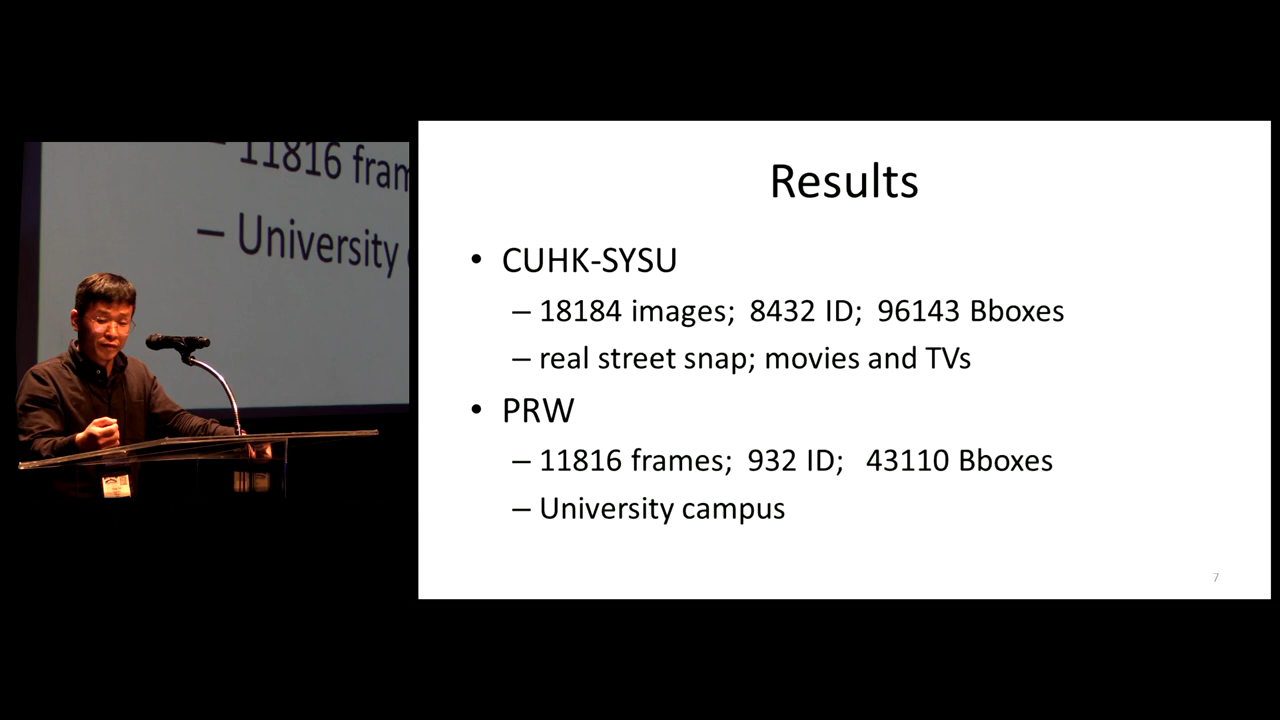 – 11816 fram
– University
Results
• CUHK-SYSU
– 18184 images; 8432 ID; 96143 Bboxes
– real street snap; movies and TVs
• PRW
– 11816 frames; 932 ID; 43110 Bboxes
– University campus
7